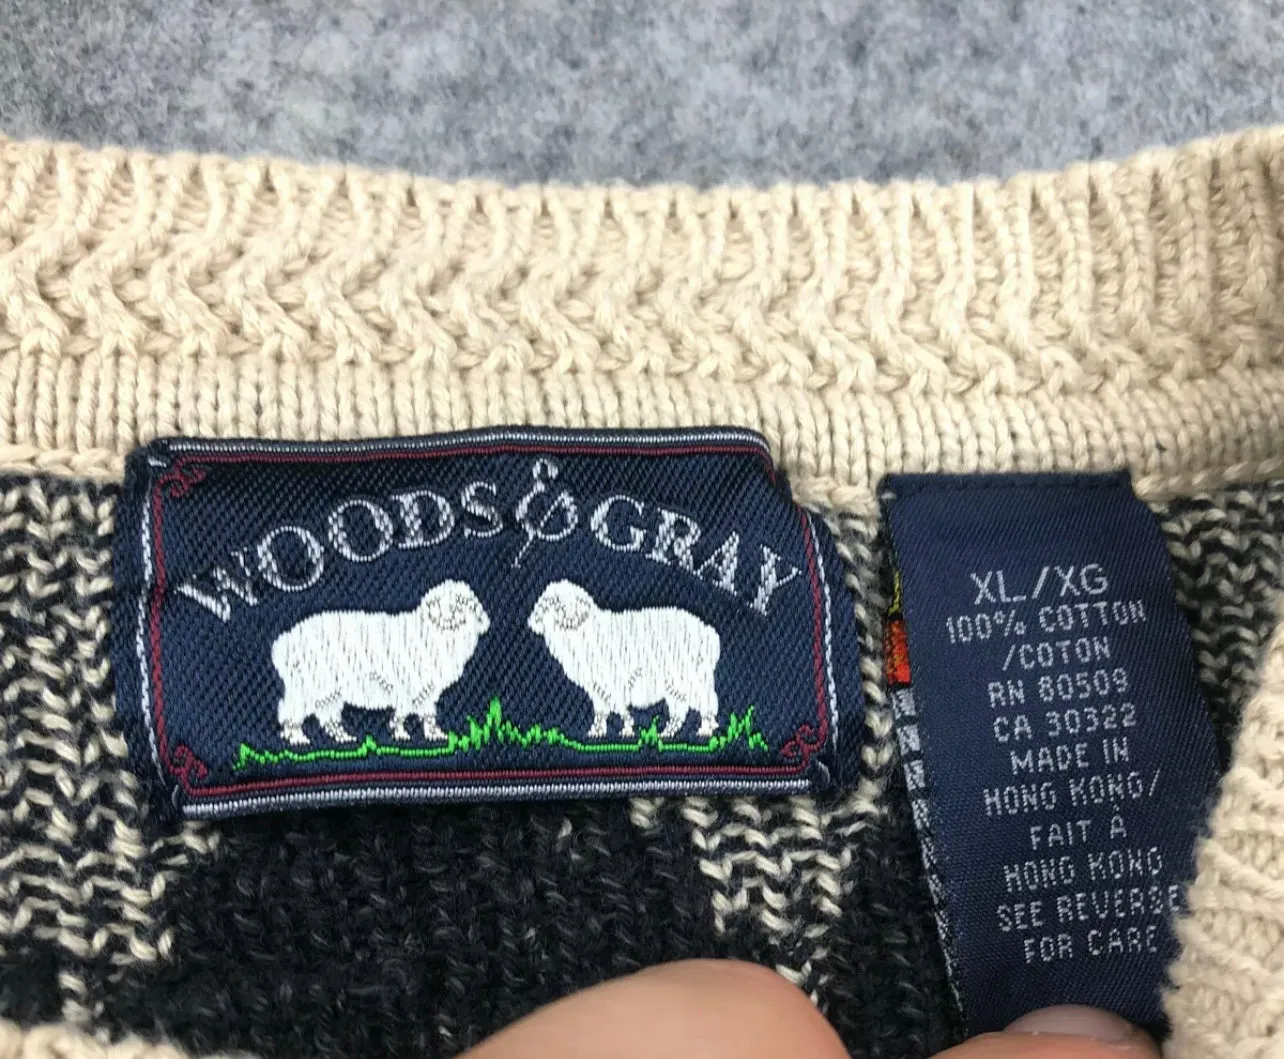 WOODS & GRAY
XL/XG
100% COTTON
/COTON
RN 80509
CA 30322
MADE IN
HONG KONG/
FAIT À
HONG KONG
SEE REVERSE
FOR CARE